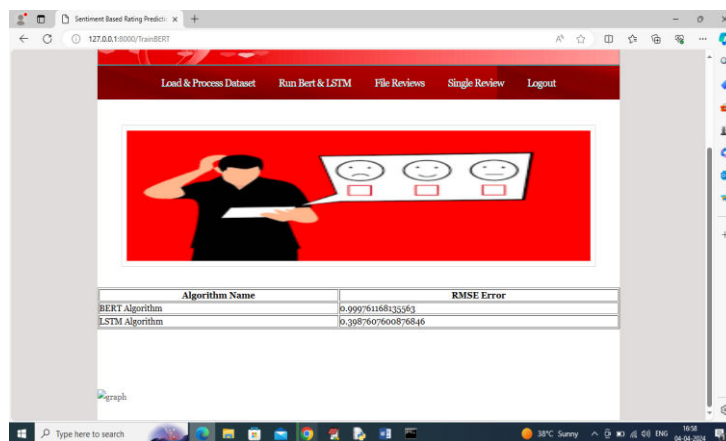 Sentiment Based Rating Predictic
127.0.0.1:8000/TrainBERT
Load & Process Dataset Run Bert & LSTM File Reviews Single Review Logout
Algorithm Name RMSE Error
BERT Algorithm 0.999761168135563
LSTM Algorithm 0.3987607600876846
graph
Type here to search
38°C Sunny
ENG
16:58
04-04-2024